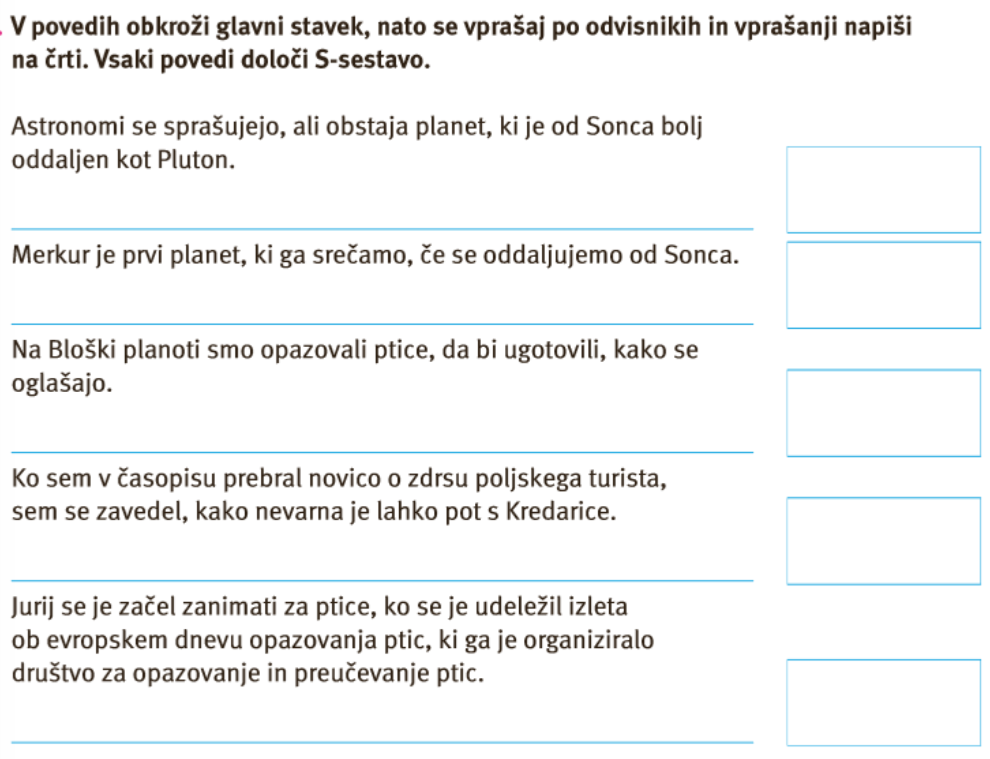 V povedih obkroži glavni stavek, nato se vprašaj po odvisnikih in vprašanji napiši
na črti. Vsaki povedi določi S-sestavo.
Astronomi se sprašujejo, ali obstaja planet, ki je od Sonca bolj
oddaljen kot Pluton.
Merkur je prvi planet, ki ga srečamo, če se oddaljujemo od Sonca.
Na Bloški planoti smo opazovali ptice, da bi ugotovili, kako se
oglašajo.
Ko sem v časopisu prebral novico o zdrsu poljskega turista,
sem se zavedel, kako nevarna je lahko pot s Kredarice.
Jurij se je začel zanimati za ptice, ko se je udeležil izleta
ob evropskem dnevu opazovanja ptic, ki ga je organiziralo
društvo za opazovanje in preučevanje ptic.